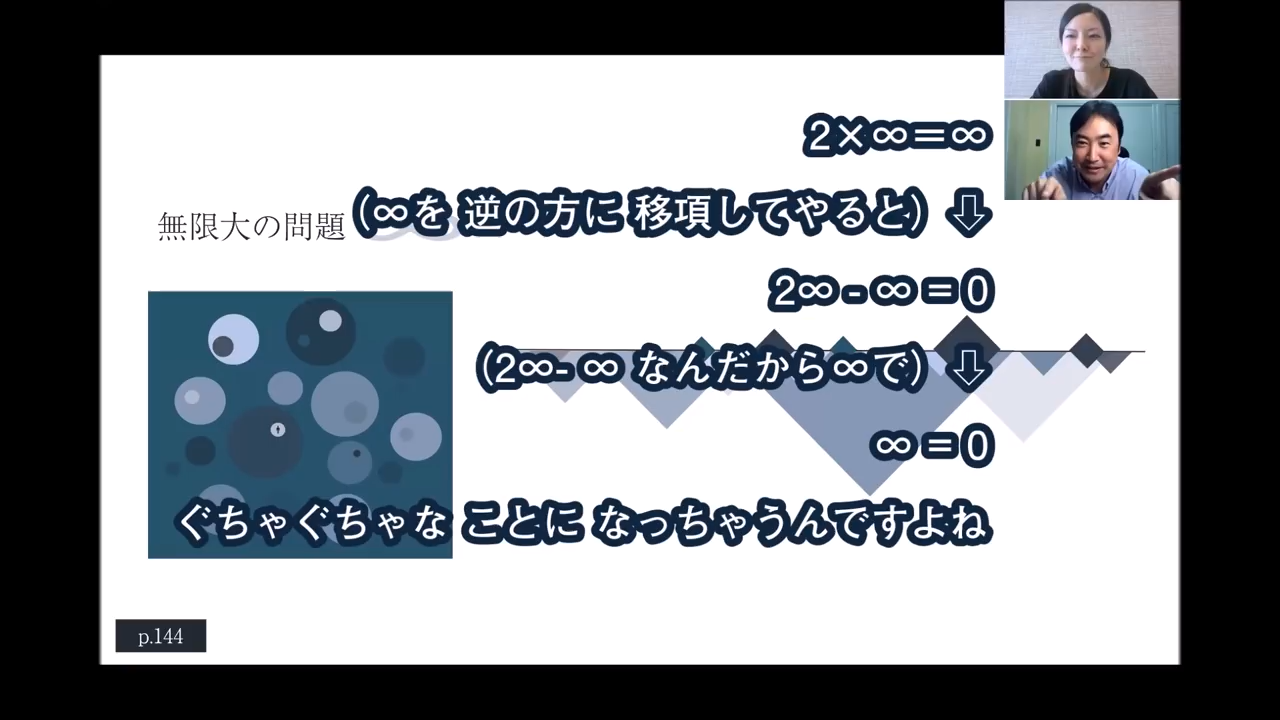 2×∞=∞
(∞を 逆の方に 移項してやると) ⇩
無限大の問題
2∞-∞=0
(2∞-∞ なんだから∞で) ⇩
∞=0
ぐちゃぐちゃな ことに なっちゃうんですよね
p.144